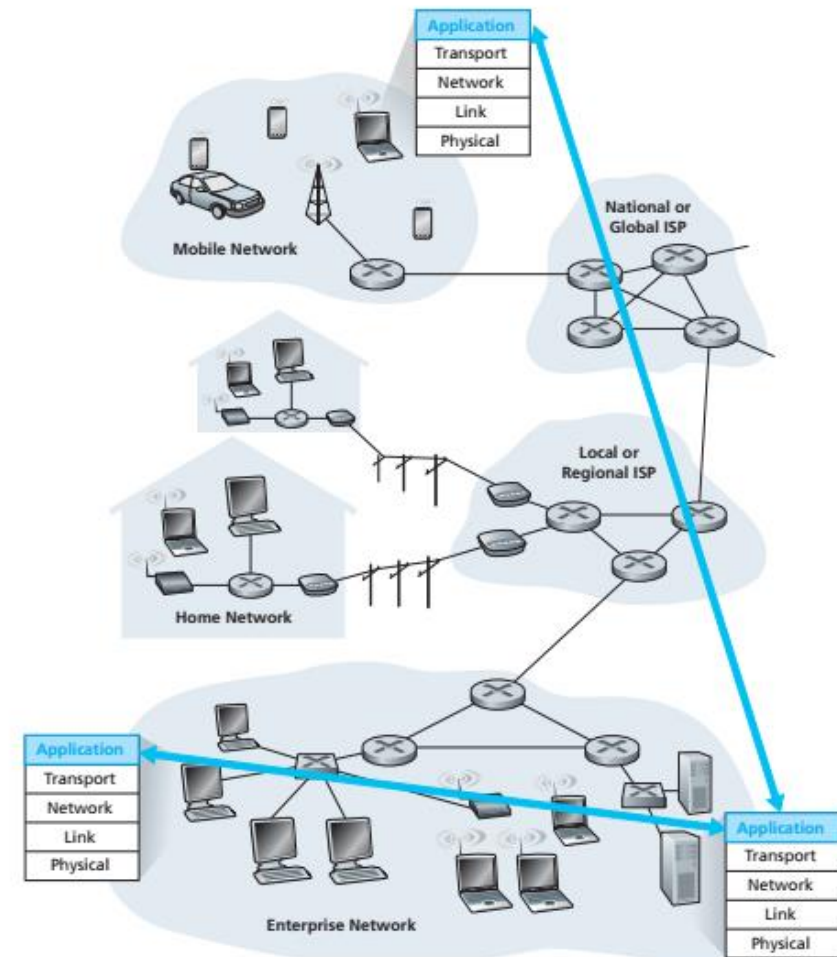 Application
Transport
Network
Link
Physical
National or
Global ISP
Mobile Network
Local or
Regional ISP
Home Network
Application
Transport
Network
Link
Physical
Application
Transport
Network
Link
Physical
Enterprise Network